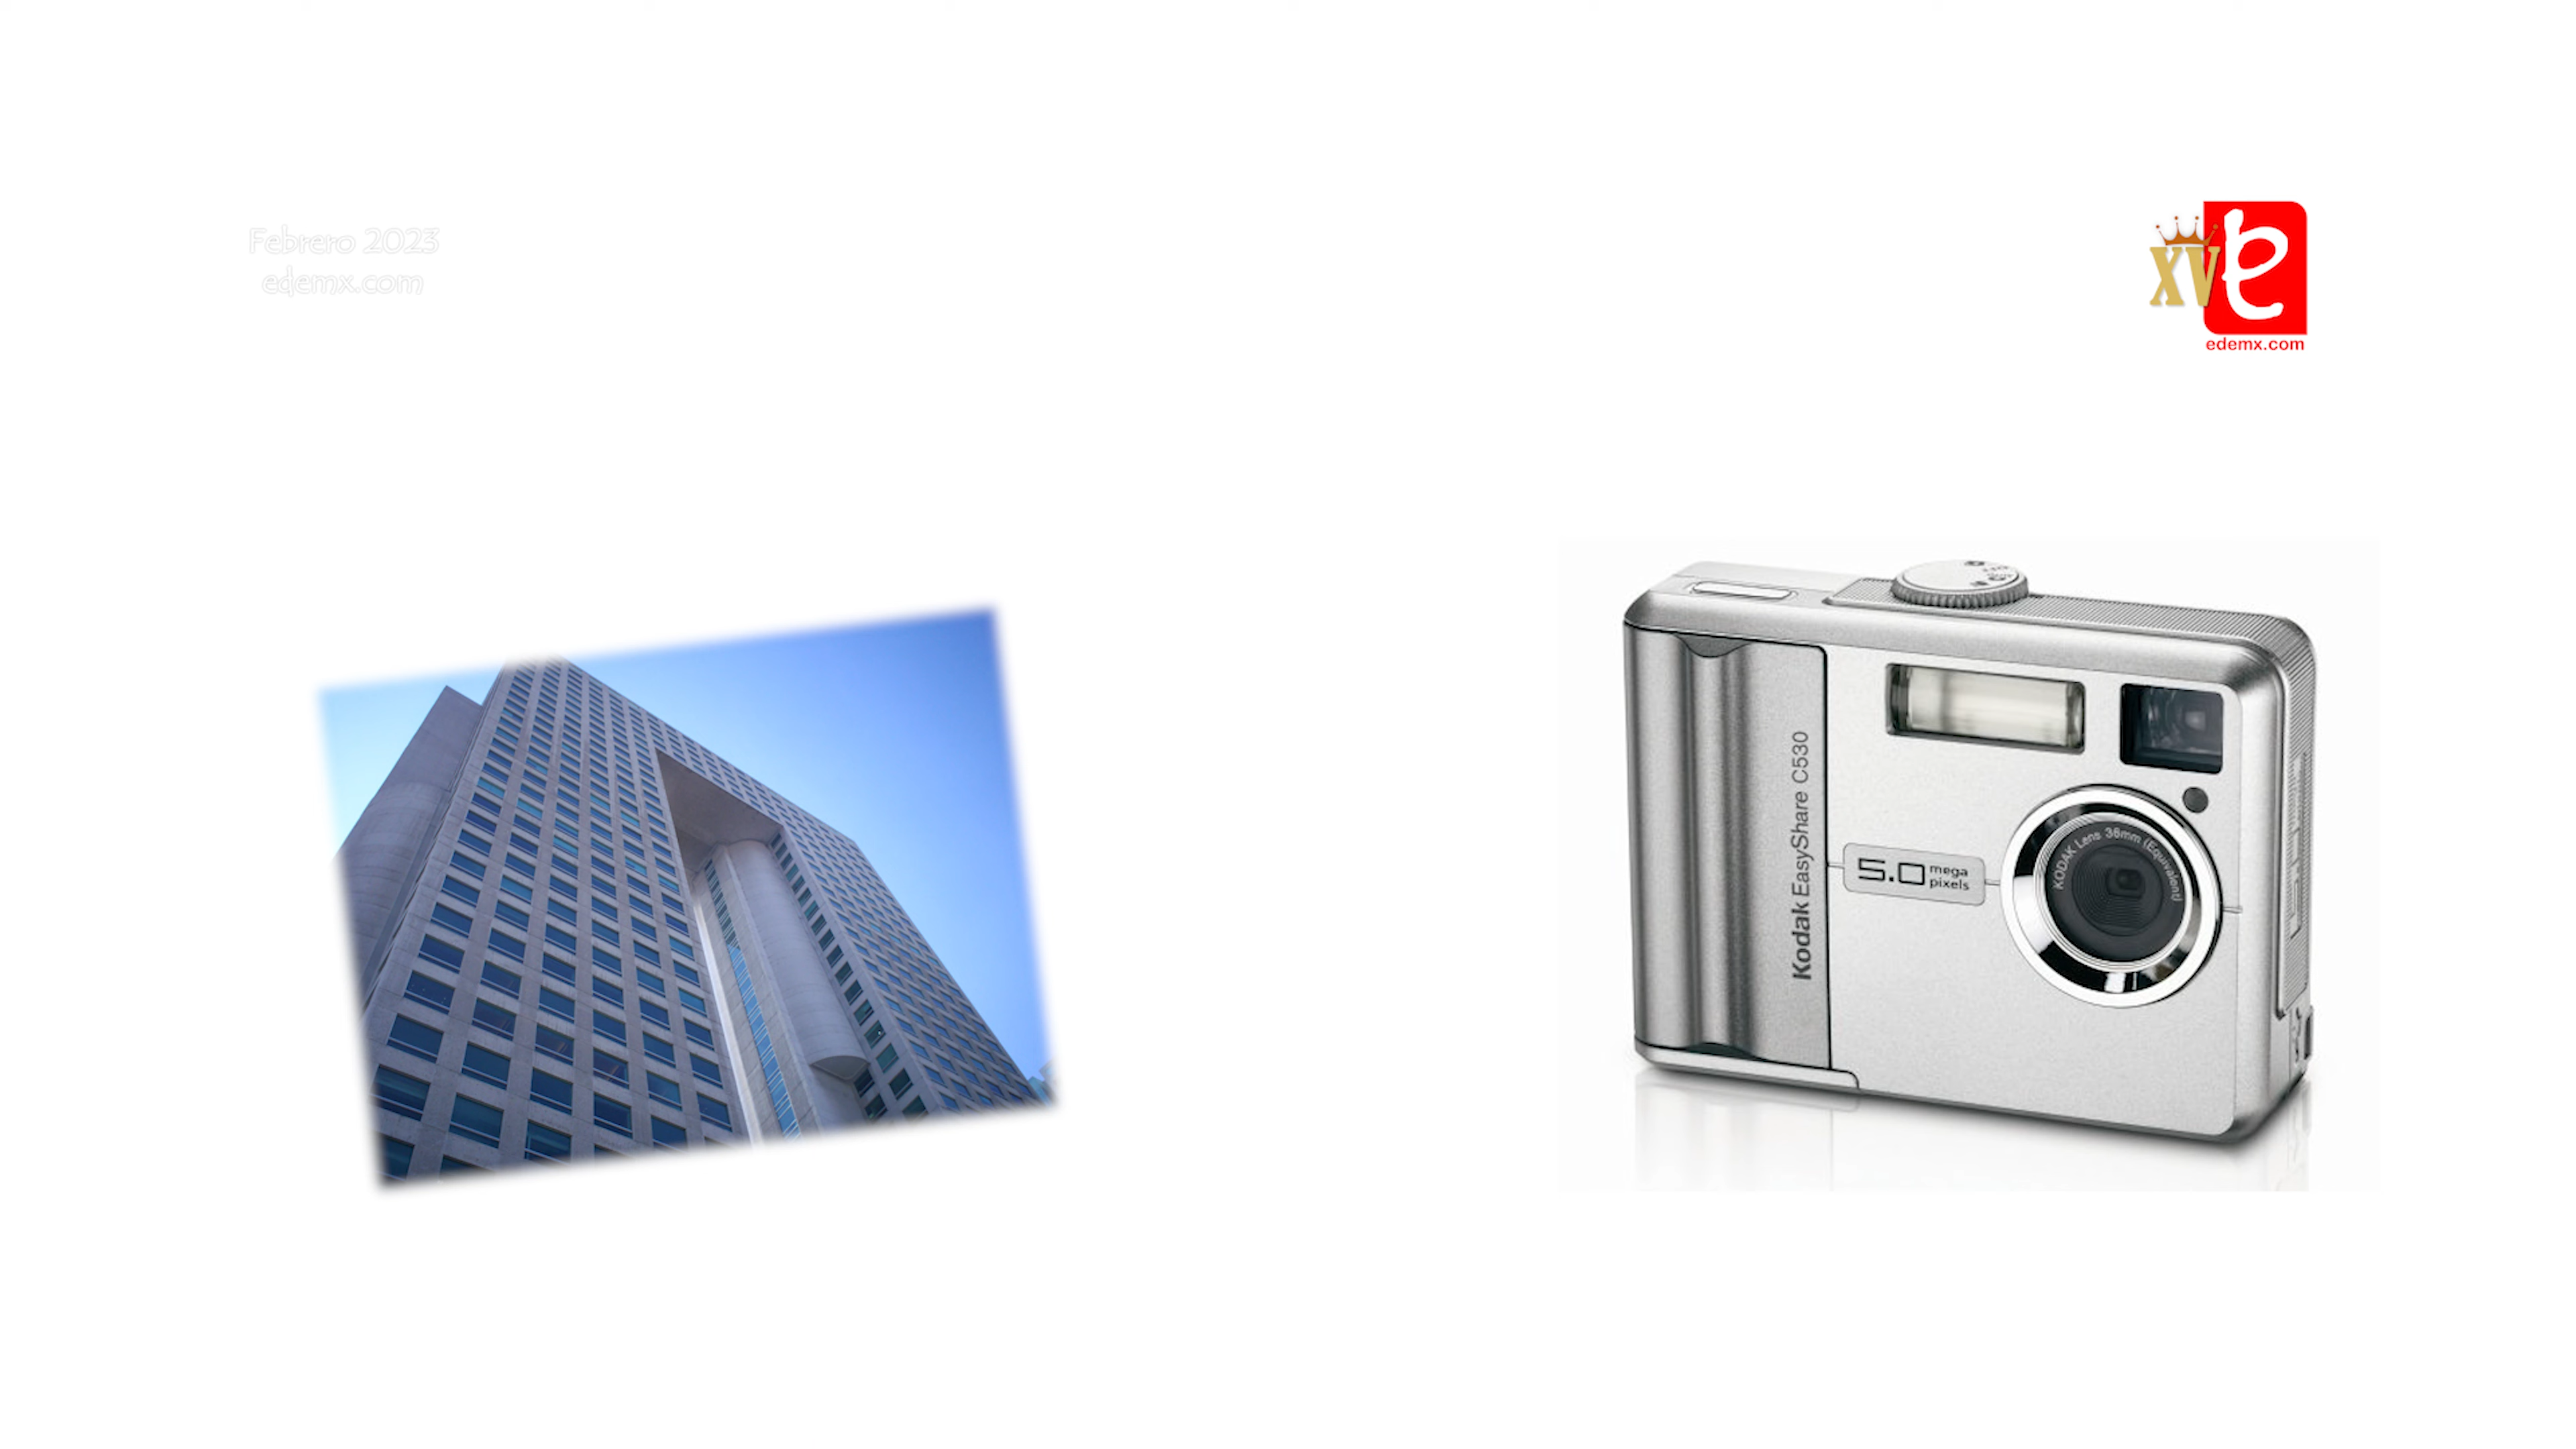 Febrero 2023
edemx.com
XV e
edemx.com
Kodak EasyShare C530
5.0 mega pixels
KODAK Lens 36mm (Equivalent)